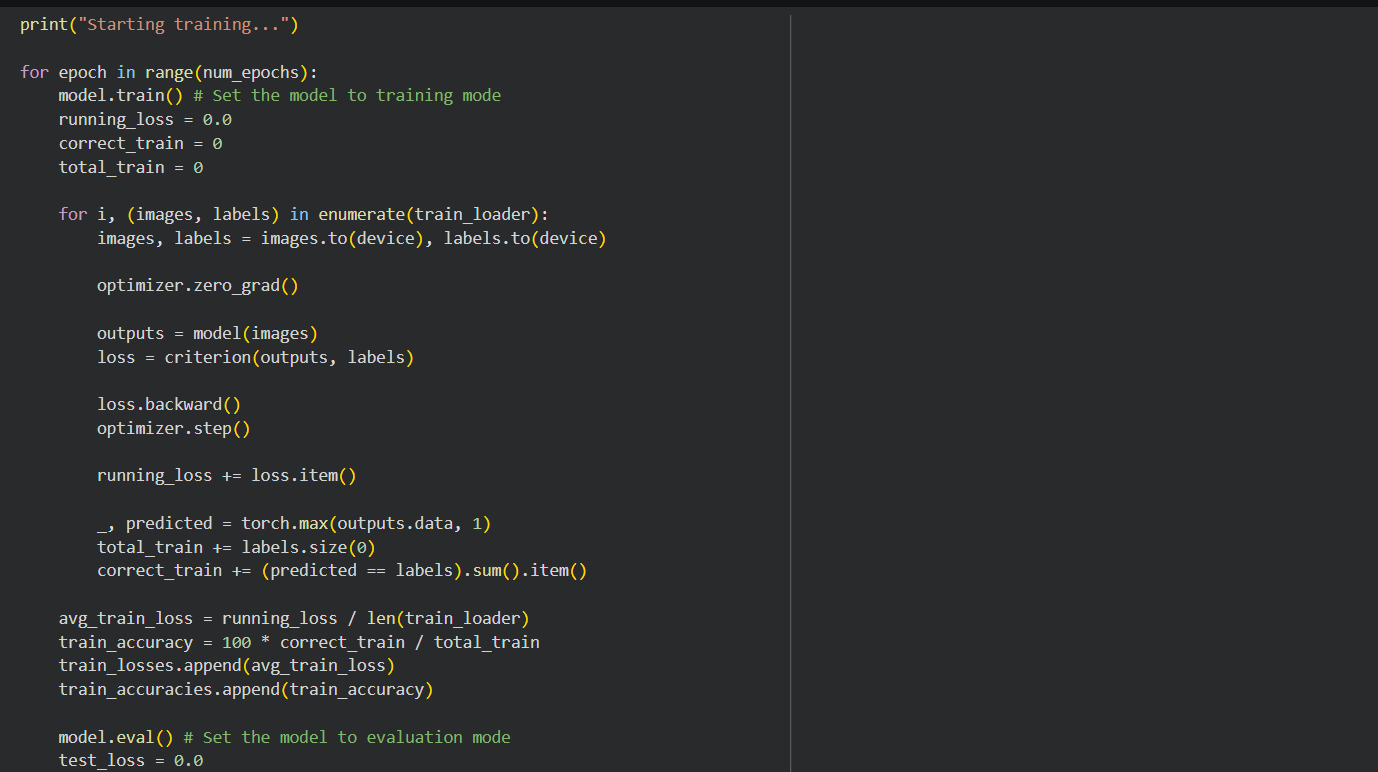 print("Starting training...")
for epoch in range(num_epochs):
    model.train() # Set the model to training mode
    running_loss = 0.0
    correct_train = 0
    total_train = 0
    for i, (images, labels) in enumerate(train_loader):
        images, labels = images.to(device), labels.to(device)
        optimizer.zero_grad()
        outputs = model(images)
        loss = criterion(outputs, labels)
        loss.backward()
        optimizer.step()
        running_loss += loss.item()
        _, predicted = torch.max(outputs.data, 1)
        total_train += labels.size(0)
        correct_train += (predicted == labels).sum().item()
    avg_train_loss = running_loss / len(train_loader)
    train_accuracy = 100 * correct_train / total_train
    train_losses.append(avg_train_loss)
    train_accuracies.append(train_accuracy)
    model.eval() # Set the model to evaluation mode
    test_loss = 0.0